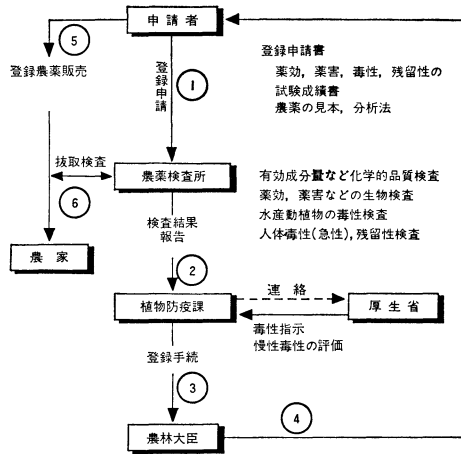 申請者
⑤
登録農薬販売
登録申請
①
登録申請書
薬効，薬害，毒性，残留性の
試験成績書
農薬の見本，分析法
抜取検査
農薬検査所
⑥
有効成分量など化学的品質検査
薬効，薬害などの生物検査
水産動植物の毒性検査
人体毒性(急性)，残留性検査
農　家
検査結果
報告
②
植物防疫課
連　絡
厚生省
毒性指示
慢性毒性の評価
登録手続
③
④
農林大臣